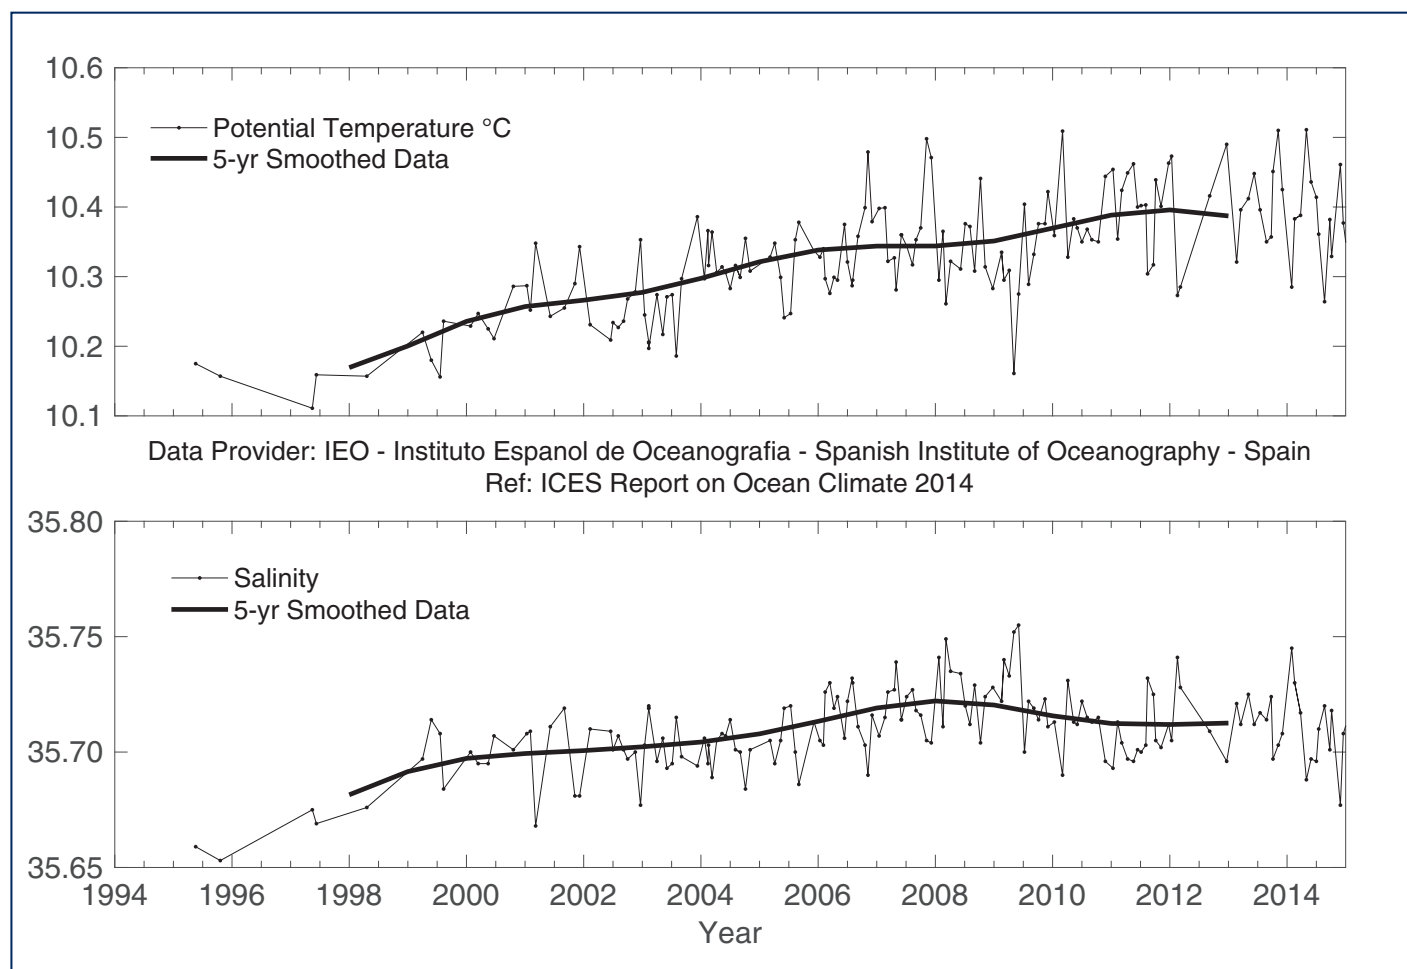 10.6
10.5
10.4
10.3
10.2
10.1
Potential Temperature °C
5-yr Smoothed Data
Data Provider: IEO - Instituto Espanol de Oceanografia - Spanish Institute of Oceanography - Spain
Ref: ICES Report on Ocean Climate 2014
35.80
35.75
35.70
35.65
Salinity
5-yr Smoothed Data
1994 1996 1998 2000 2002 2004 2006 2008 2010 2012 2014
Year